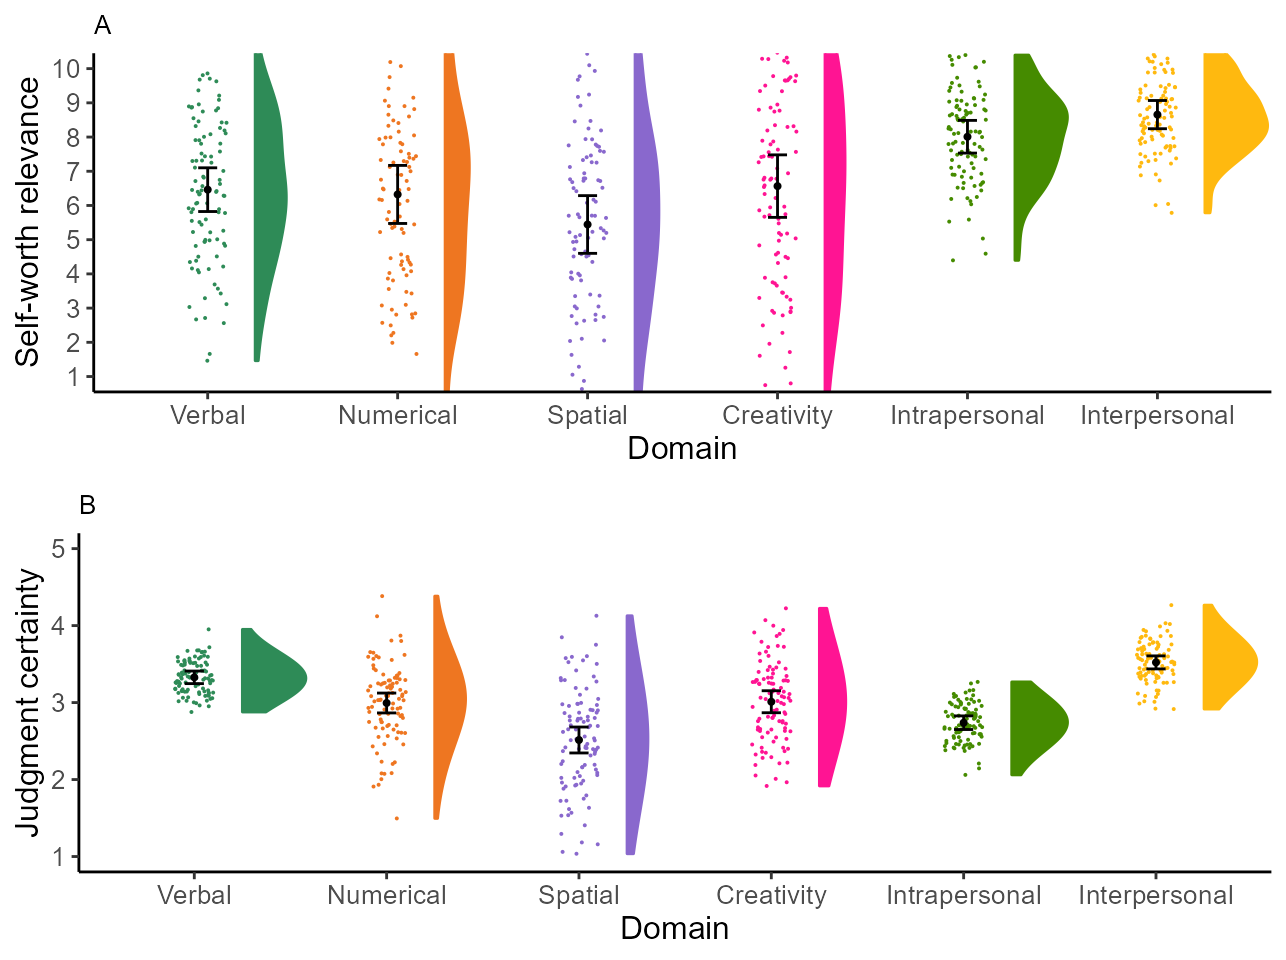 A
Self-worth relevance
10
9
8
7
6
5
4
3
2
1
Verbal Numerical Spatial Creativity Intrapersonal Interpersonal
Domain
B
Judgment certainty
5
4
3
2
1
Verbal Numerical Spatial Creativity Intrapersonal Interpersonal
Domain